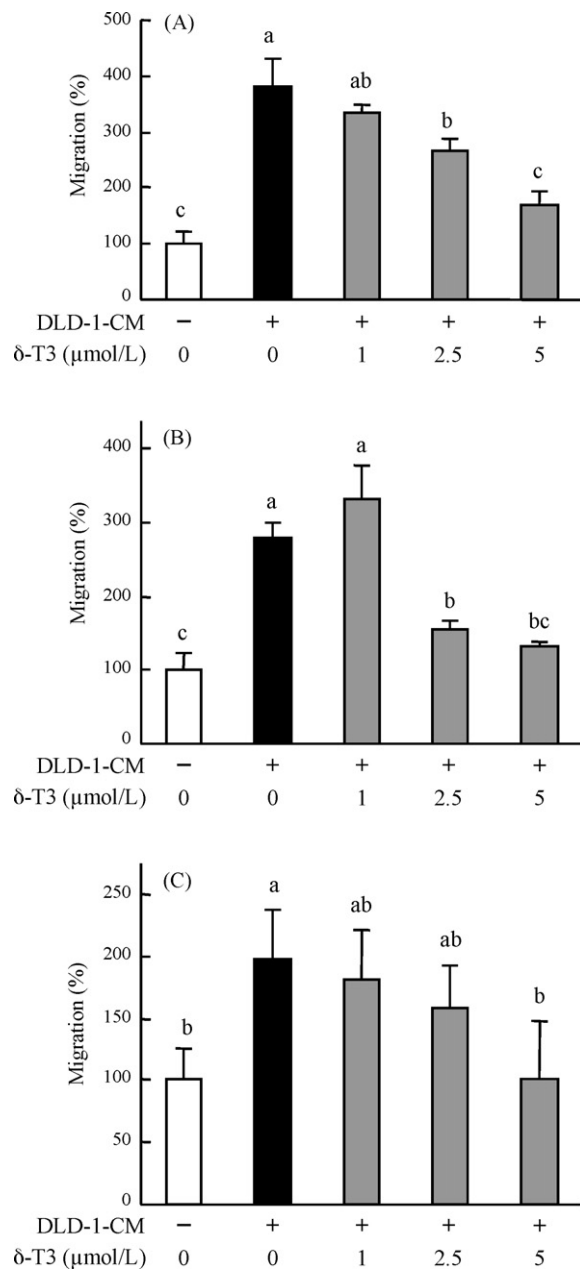 (A)
Migration (%)
500
400
300
200
100
0
c a ab b c
DLD-1-CM − + + + +
δ-T3 (µmol/L) 0 0 1 2.5 5
(B)
Migration (%)
400
300
200
100
0
c a a b bc
DLD-1-CM − + + + +
δ-T3 (µmol/L) 0 0 1 2.5 5
(C)
Migration (%)
250
200
150
100
50
0
b a ab ab b
DLD-1-CM − + + + +
δ-T3 (µmol/L) 0 0 1 2.5 5